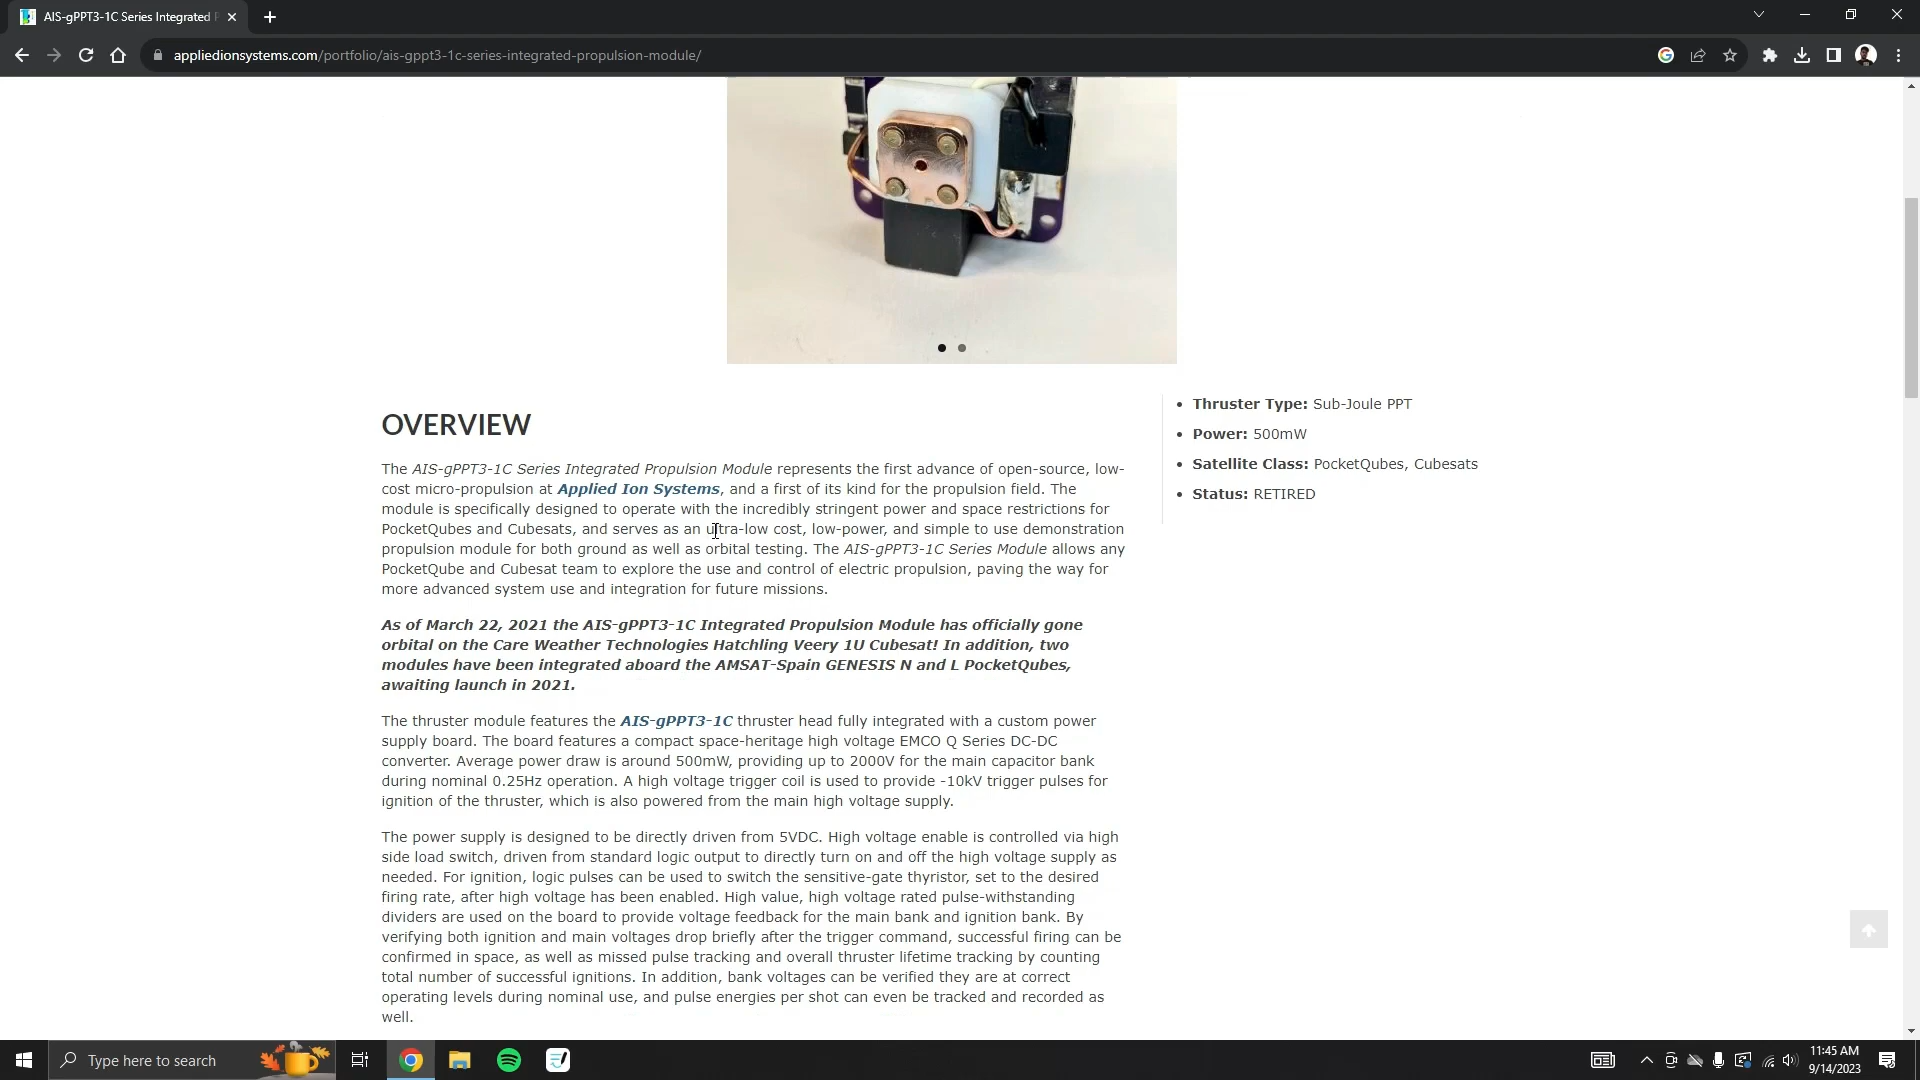 AIS-gPPT3-1C Series Integrated P
appliedionsystems.com/portfolio/ais-gppt3-1c-series-integrated-propulsion-module/
OVERVIEW
The AIS-gPPT3-1C Series Integrated Propulsion Module represents the first advance of open-source, low-
cost micro-propulsion at Applied Ion Systems, and a first of its kind for the propulsion field. The
module is specifically designed to operate with the incredibly stringent power and space restrictions for
PocketQubes and Cubesats, and serves as an ultra-low cost, low-power, and simple to use demonstration
propulsion module for both ground as well as orbital testing. The AIS-gPPT3-1C Series Module allows any
PocketQube and Cubesat team to explore the use and control of electric propulsion, paving the way for
more advanced system use and integration for future missions.
As of March 22, 2021 the AIS-gPPT3-1C Integrated Propulsion Module has officially gone
orbital on the Care Weather Technologies Hatchling Veery 1U Cubesat! In addition, two
modules have been integrated aboard the AMSAT-Spain GENESIS N and L PocketQubes,
awaiting launch in 2021.
The thruster module features the AIS-gPPT3-1C thruster head fully integrated with a custom power
supply board. The board features a compact space-heritage high voltage EMCO Q Series DC-DC
converter. Average power draw is around 500mW, providing up to 2000V for the main capacitor bank
during nominal 0.25Hz operation. A high voltage trigger coil is used to provide -10kV trigger pulses for
ignition of the thruster, which is also powered from the main high voltage supply.
The power supply is designed to be directly driven from 5VDC. High voltage enable is controlled via high
side load switch, driven from standard logic output to directly turn on and off the high voltage supply as
needed. For ignition, logic pulses can be used to switch the sensitive-gate thyristor, set to the desired
firing rate, after high voltage has been enabled. High value, high voltage rated pulse-withstanding
dividers are used on the board to provide voltage feedback for the main bank and ignition bank. By
verifying both ignition and main voltages drop briefly after the trigger command, successful firing can be
confirmed in space, as well as missed pulse tracking and overall thruster lifetime tracking by counting
total number of successful ignitions. In addition, bank voltages can be verified they are at correct
operating levels during nominal use, and pulse energies per shot can even be tracked and recorded as
well.
Thruster Type: Sub-Joule PPT
Power: 500mW
Satellite Class: PocketQubes, Cubesats
Status: RETIRED
Type here to search
11:45 AM
9/14/2023